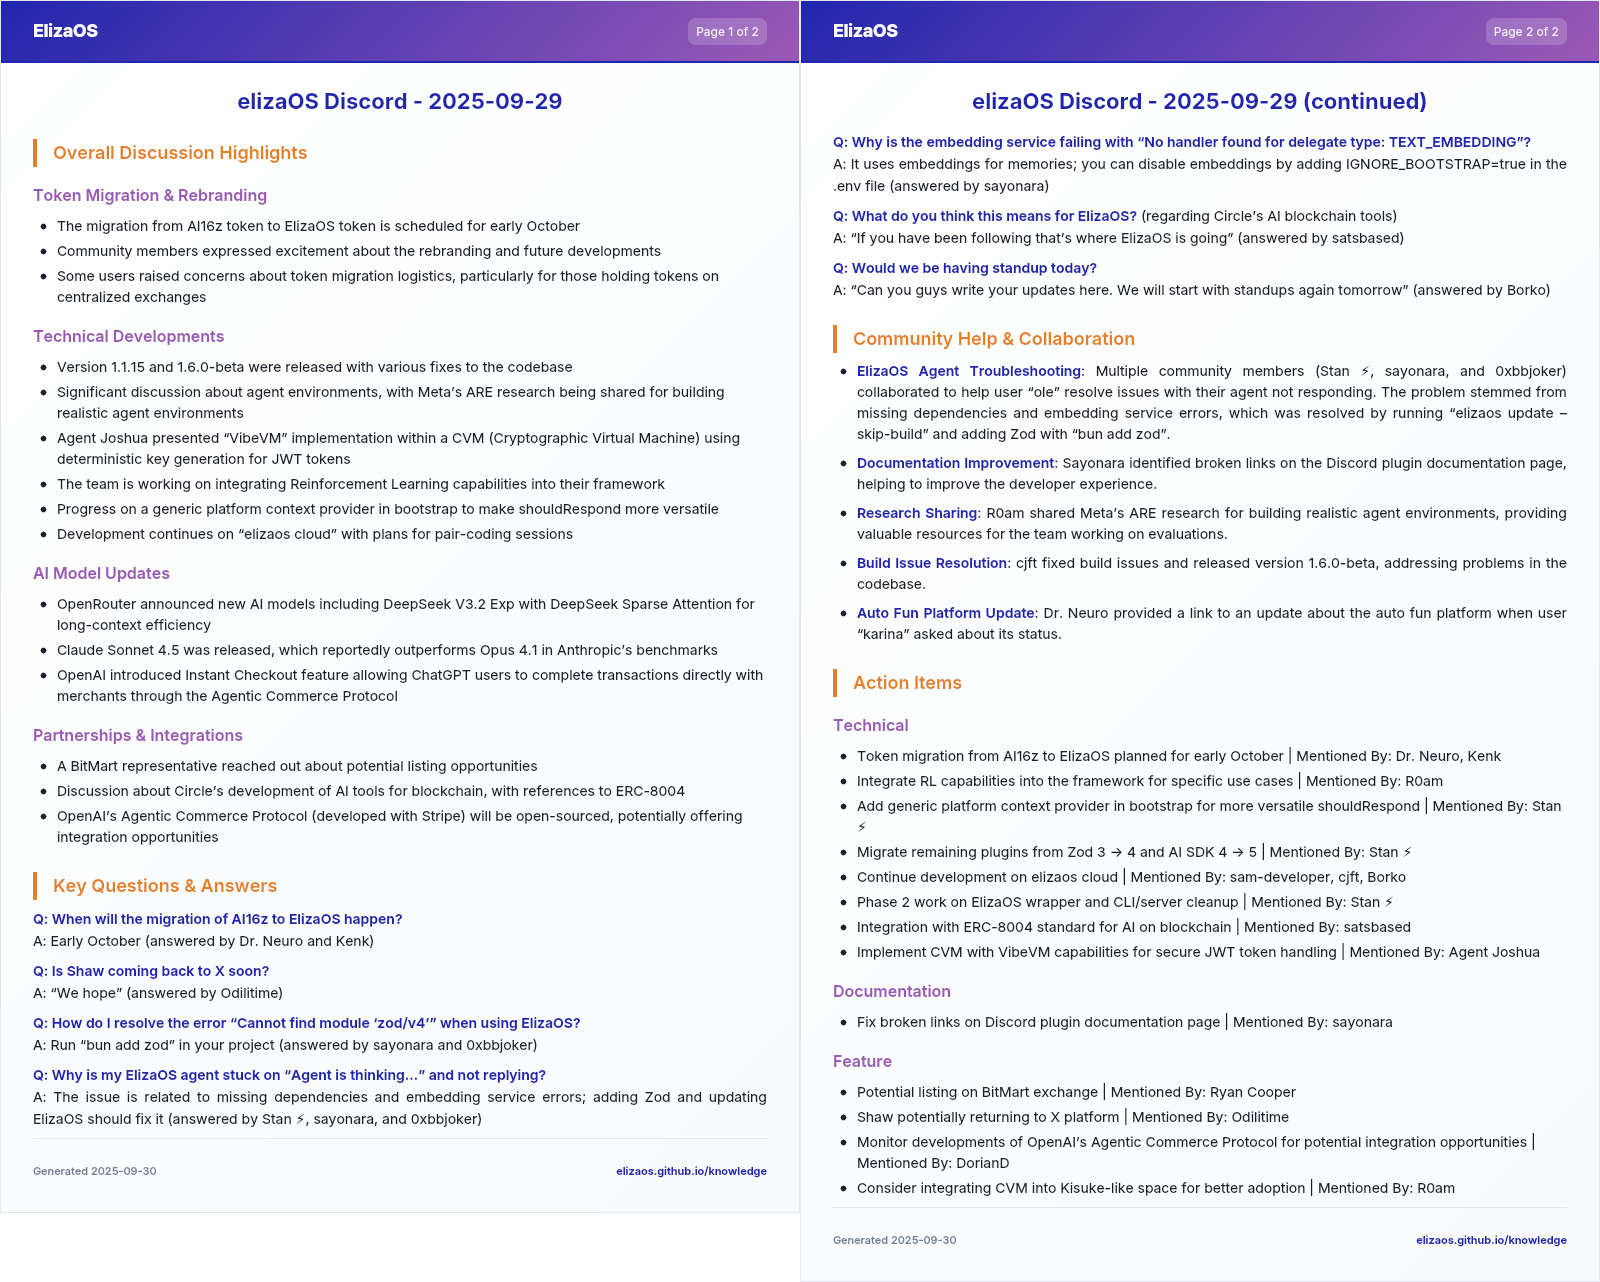 ElizaOS
Page 1 of 2
elizaOS Discord - 2025-09-29
Overall Discussion Highlights
Token Migration & Rebranding
● The migration from AI16z token to ElizaOS token is scheduled for early October
● Community members expressed excitement about the rebranding and future developments
● Some users raised concerns about token migration logistics, particularly for those holding tokens on
centralized exchanges
Technical Developments
● Version 1.1.15 and 1.6.0-beta were released with various fixes to the codebase
● Significant discussion about agent environments, with Meta’s ARE research being shared for building
realistic agent environments
● Agent Joshua presented “VibeVM” implementation within a CVM (Cryptographic Virtual Machine) using
deterministic key generation for JWT tokens
● The team is working on integrating Reinforcement Learning capabilities into their framework
● Progress on a generic platform context provider in bootstrap to make shouldRespond more versatile
● Development continues on “elizaos cloud” with plans for pair-coding sessions
AI Model Updates
● OpenRouter announced new AI models including DeepSeek V3.2 Exp with DeepSeek Sparse Attention for
long-context efficiency
● Claude Sonnet 4.5 was released, which reportedly outperforms Opus 4.1 in Anthropic’s benchmarks
● OpenAI introduced Instant Checkout feature allowing ChatGPT users to complete transactions directly with
merchants through the Agentic Commerce Protocol
Partnerships & Integrations
● A BitMart representative reached out about potential listing opportunities
● Discussion about Circle’s development of AI tools for blockchain, with references to ERC-8004
● OpenAI’s Agentic Commerce Protocol (developed with Stripe) will be open-sourced, potentially offering
integration opportunities
Key Questions & Answers
Q: When will the migration of AI16z to ElizaOS happen?
A: Early October (answered by Dr. Neuro and Kenk)
Q: Is Shaw coming back to X soon?
A: “We hope” (answered by Odilitime)
Q: How do I resolve the error “Cannot find module ‘zod/v4’” when using ElizaOS?
A: Run “bun add zod” in your project (answered by sayonara and 0xbbjoker)
Q: Why is my ElizaOS agent stuck on “Agent is thinking…” and not replying?
A: The issue is related to missing dependencies and embedding service errors; adding Zod and updating
ElizaOS should fix it (answered by Stan ⚡, sayonara, and 0xbbjoker)
Generated 2025-09-30
elizaos.github.io/knowledge
ElizaOS
Page 2 of 2
elizaOS Discord - 2025-09-29 (continued)
Q: Why is the embedding service failing with “No handler found for delegate type: TEXT_EMBEDDING”?
A: It uses embeddings for memories; you can disable embeddings by adding IGNORE_BOOTSTRAP=true in the
.env file (answered by sayonara)
Q: What do you think this means for ElizaOS? (regarding Circle’s AI blockchain tools)
A: “If you have been following that’s where ElizaOS is going” (answered by satsbased)
Q: Would we be having standup today?
A: “Can you guys write your updates here. We will start with standups again tomorrow” (answered by Borko)
Community Help & Collaboration
● ElizaOS Agent Troubleshooting: Multiple community members (Stan ⚡, sayonara, and 0xbbjoker)
collaborated to help user “ole” resolve issues with their agent not responding. The problem stemmed from
missing dependencies and embedding service errors, which was resolved by running “elizaos update –
skip-build” and adding Zod with “bun add zod”.
● Documentation Improvement: Sayonara identified broken links on the Discord plugin documentation page,
helping to improve the developer experience.
● Research Sharing: R0am shared Meta’s ARE research for building realistic agent environments, providing
valuable resources for the team working on evaluations.
● Build Issue Resolution: cjft fixed build issues and released version 1.6.0-beta, addressing problems in the
codebase.
● Auto Fun Platform Update: Dr. Neuro provided a link to an update about the auto fun platform when user
“karina” asked about its status.
Action Items
Technical
● Token migration from AI16z to ElizaOS planned for early October | Mentioned By: Dr. Neuro, Kenk
● Integrate RL capabilities into the framework for specific use cases | Mentioned By: R0am
● Add generic platform context provider in bootstrap for more versatile shouldRespond | Mentioned By: Stan
⚡
● Migrate remaining plugins from Zod 3 → 4 and AI SDK 4 → 5 | Mentioned By: Stan ⚡
● Continue development on elizaos cloud | Mentioned By: sam-developer, cjft, Borko
● Phase 2 work on ElizaOS wrapper and CLI/server cleanup | Mentioned By: Stan ⚡
● Integration with ERC-8004 standard for AI on blockchain | Mentioned By: satsbased
● Implement CVM with VibeVM capabilities for secure JWT token handling | Mentioned By: Agent Joshua
Documentation
● Fix broken links on Discord plugin documentation page | Mentioned By: sayonara
Feature
● Potential listing on BitMart exchange | Mentioned By: Ryan Cooper
● Shaw potentially returning to X platform | Mentioned By: Odilitime
● Monitor developments of OpenAI’s Agentic Commerce Protocol for potential integration opportunities |
Mentioned By: DorianD
● Consider integrating CVM into Kisuke-like space for better adoption | Mentioned By: R0am
Generated 2025-09-30
elizaos.github.io/knowledge